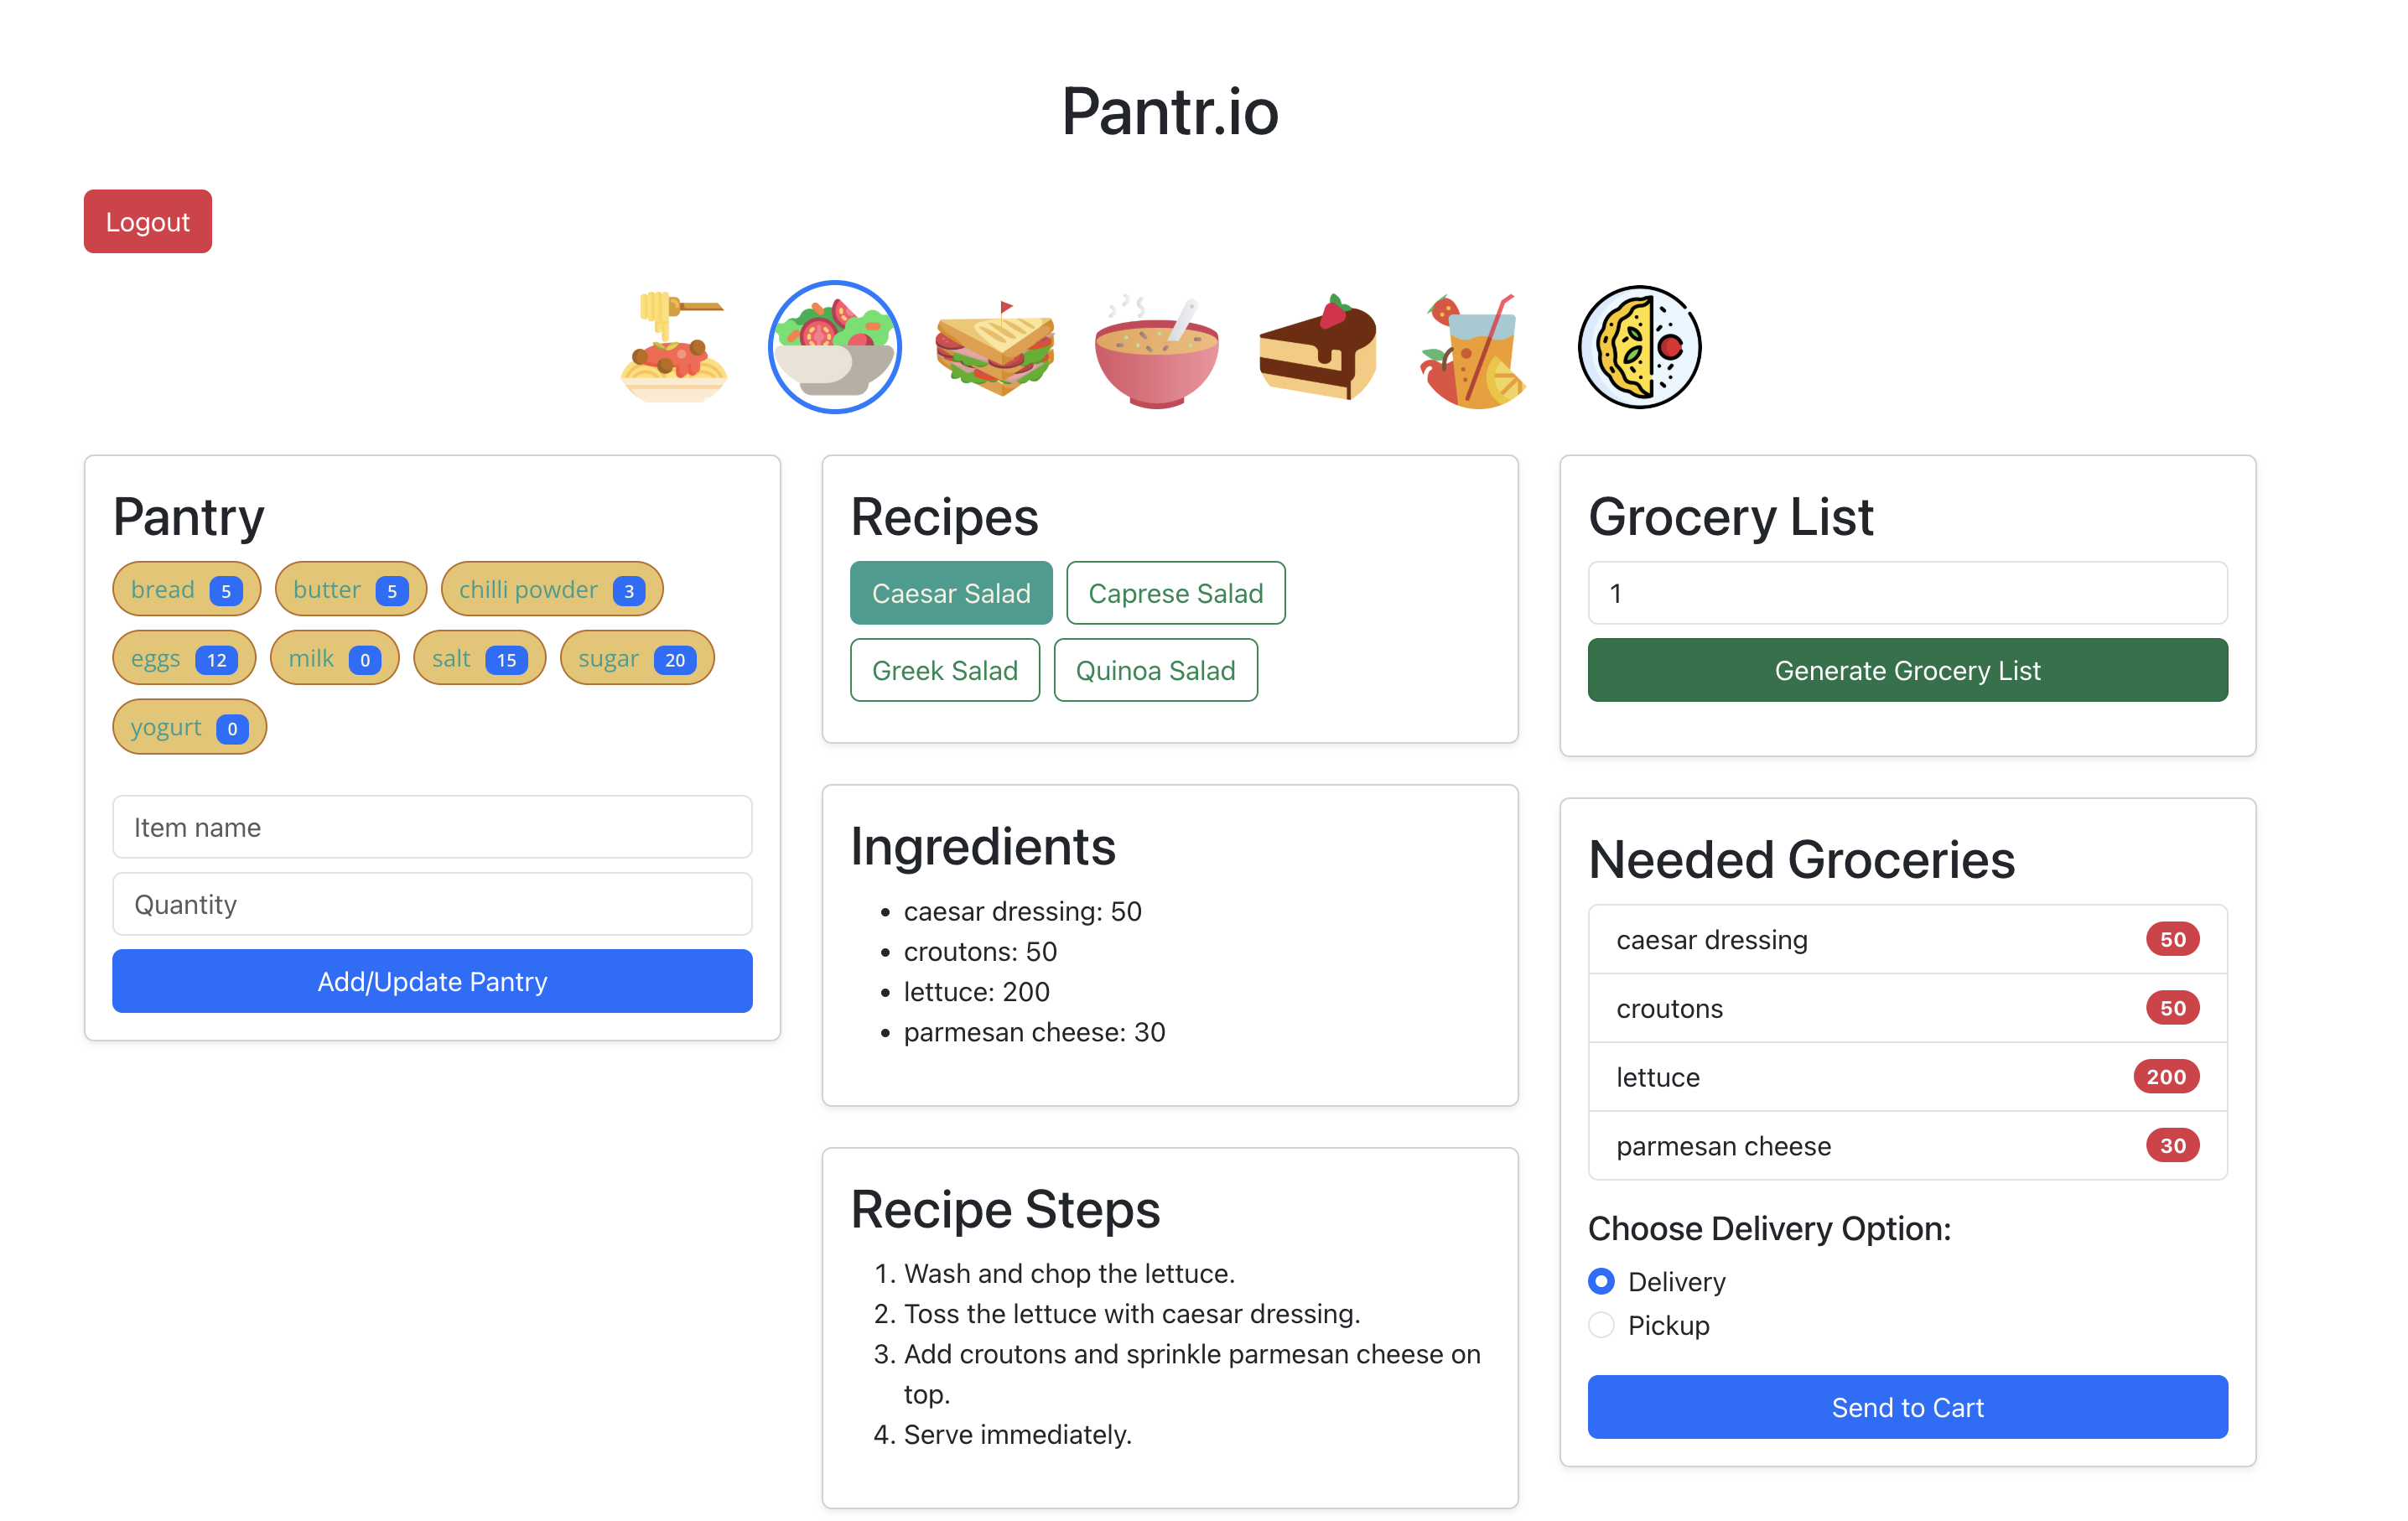 Pantr.io
Logout
Pantry
bread 5 butter 5 chilli powder 3
eggs 12 milk 0 salt 15 sugar 20
yogurt 0
Item name
Quantity
Add/Update Pantry
Recipes
Caesar Salad Caprese Salad
Greek Salad Quinoa Salad
Ingredients
• caesar dressing: 50
• croutons: 50
• lettuce: 200
• parmesan cheese: 30
Recipe Steps
1. Wash and chop the lettuce.
2. Toss the lettuce with caesar dressing.
3. Add croutons and sprinkle parmesan cheese on
top.
4. Serve immediately.
Grocery List
1
Generate Grocery List
Needed Groceries
caesar dressing 50
croutons 50
lettuce 200
parmesan cheese 30
Choose Delivery Option:
Delivery
Pickup
Send to Cart